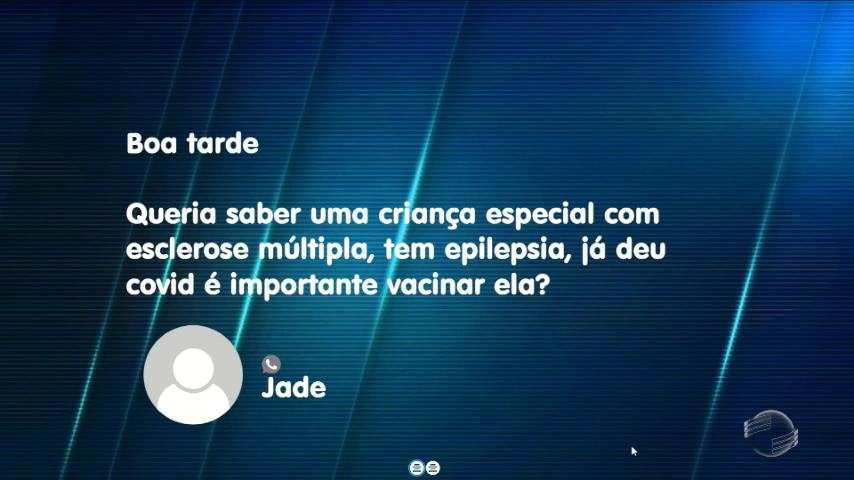 Boa tarde
Queria saber uma criança especial com
esclerose múltipla, tem epilepsia, já deu
covid é importante vacinar ela?
Jade